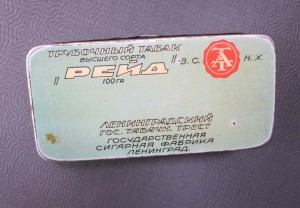 ТРУБОЧНЫЙ ТАБАК
ВЫСШЕГО СОРТА
"РЕЙД"
100 ГР
В.С.Н.Х.
ЛЕНИНГРАДСКИЙ
ГОС. ТАБАЧН. ТРЕСТ
ГОСУДАРСТВЕННАЯ
СИГАРНАЯ ФАБРИКА
ЛЕНИНГРАД.